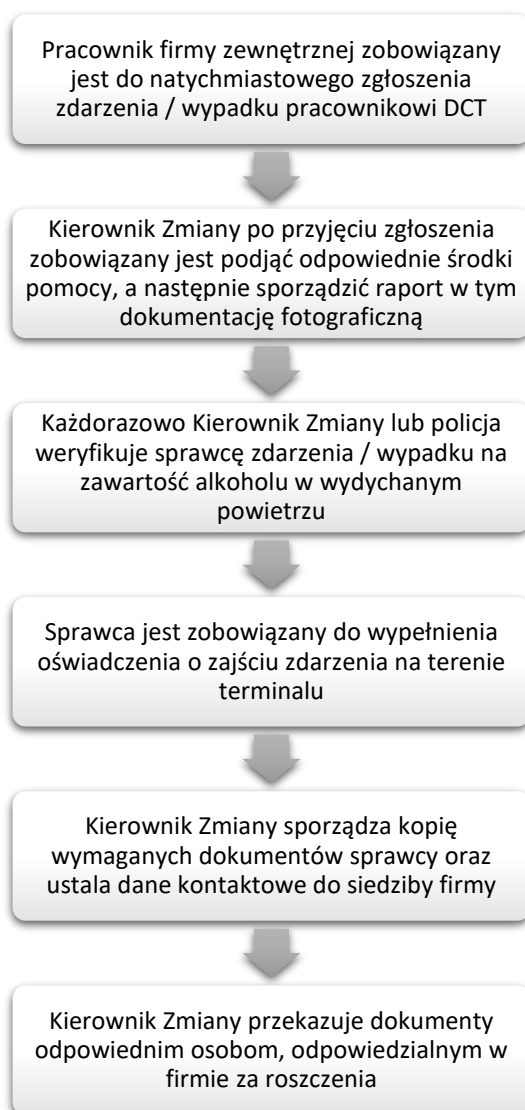 Pracownik firmy zewnętrznej zobowiązany
jest do natychmiastowego zgłoszenia
zdarzenia / wypadku pracownikowi DCT
Kierownik Zmiany po przyjęciu zgłoszenia
zobowiązany jest podjąć odpowiednie środki
pomocy, a następnie sporządzić raport w tym
dokumentację fotograficzną
Każdorazowo Kierownik Zmiany lub policja
weryfikuje sprawcę zdarzenia / wypadku na
zawartość alkoholu w wydychanym
powietrzu
Sprawca jest zobowiązany do wypełnienia
oświadczenia o zajściu zdarzenia na terenie
terminalu
Kierownik Zmiany sporządza kopię
wymaganych dokumentów sprawcy oraz
ustala dane kontaktowe do siedziby firmy
Kierownik Zmiany przekazuje dokumenty
odpowiednim osobom, odpowiedzialnym w
firmie za roszczenia